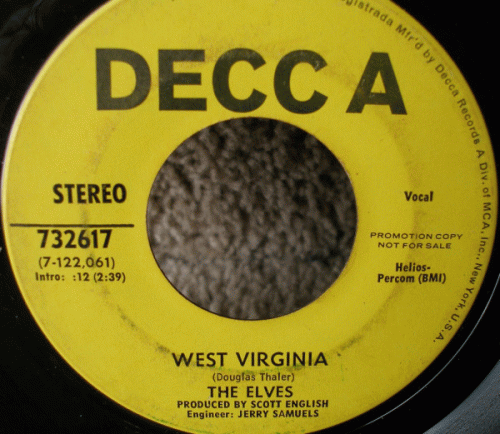 DECCA
gistrada Mfr'd by Decca Records A Div. of MCA, Inc., New York, U.S.A.
STEREO
732617
(7-122,061)
Intro: :12 (2:39)
Vocal
PROMOTION COPY
NOT FOR SALE
Helios-
Percom (BMI)
WEST VIRGINIA
(Douglas Thaler)
THE ELVES
PRODUCED BY SCOTT ENGLISH
Engineer: JERRY SAMUELS